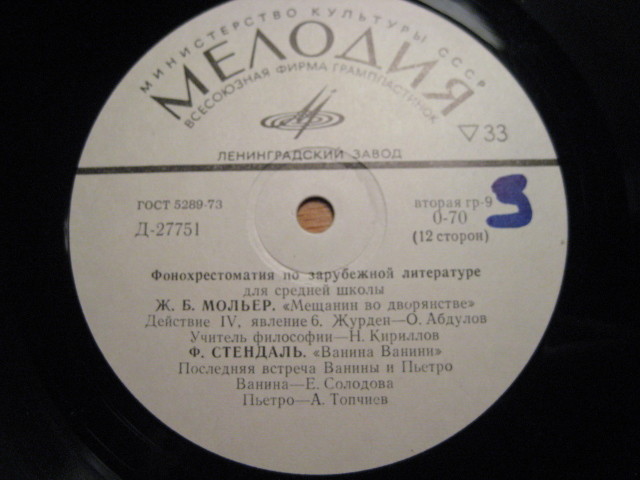 МИНИСТЕРСТВО КУЛЬТУРЫ СССР
МЕЛОДИЯ
ВСЕСОЮЗНАЯ ФИРМА ГРАМПЛАСТИНОК
▽33
ЛЕНИНГРАДСКИЙ ЗАВОД
ГОСТ 5289-73
Д-27751
вторая гр-9
0-70
(12 сторон)
Фонохрестоматия по зарубежной литературе
для средней школы
Ж. Б. МОЛЬЕР. «Мещанин во дворянстве»
Действие IV, явление 6. Журден—О. Абдулов
Учитель философии—Н. Кириллов
Ф. СТЕНДАЛЬ. «Ванина Ванини»
Последняя встреча Ванины и Пьетро
Ванина—Е. Солодова
Пьетро—А. Топчиев